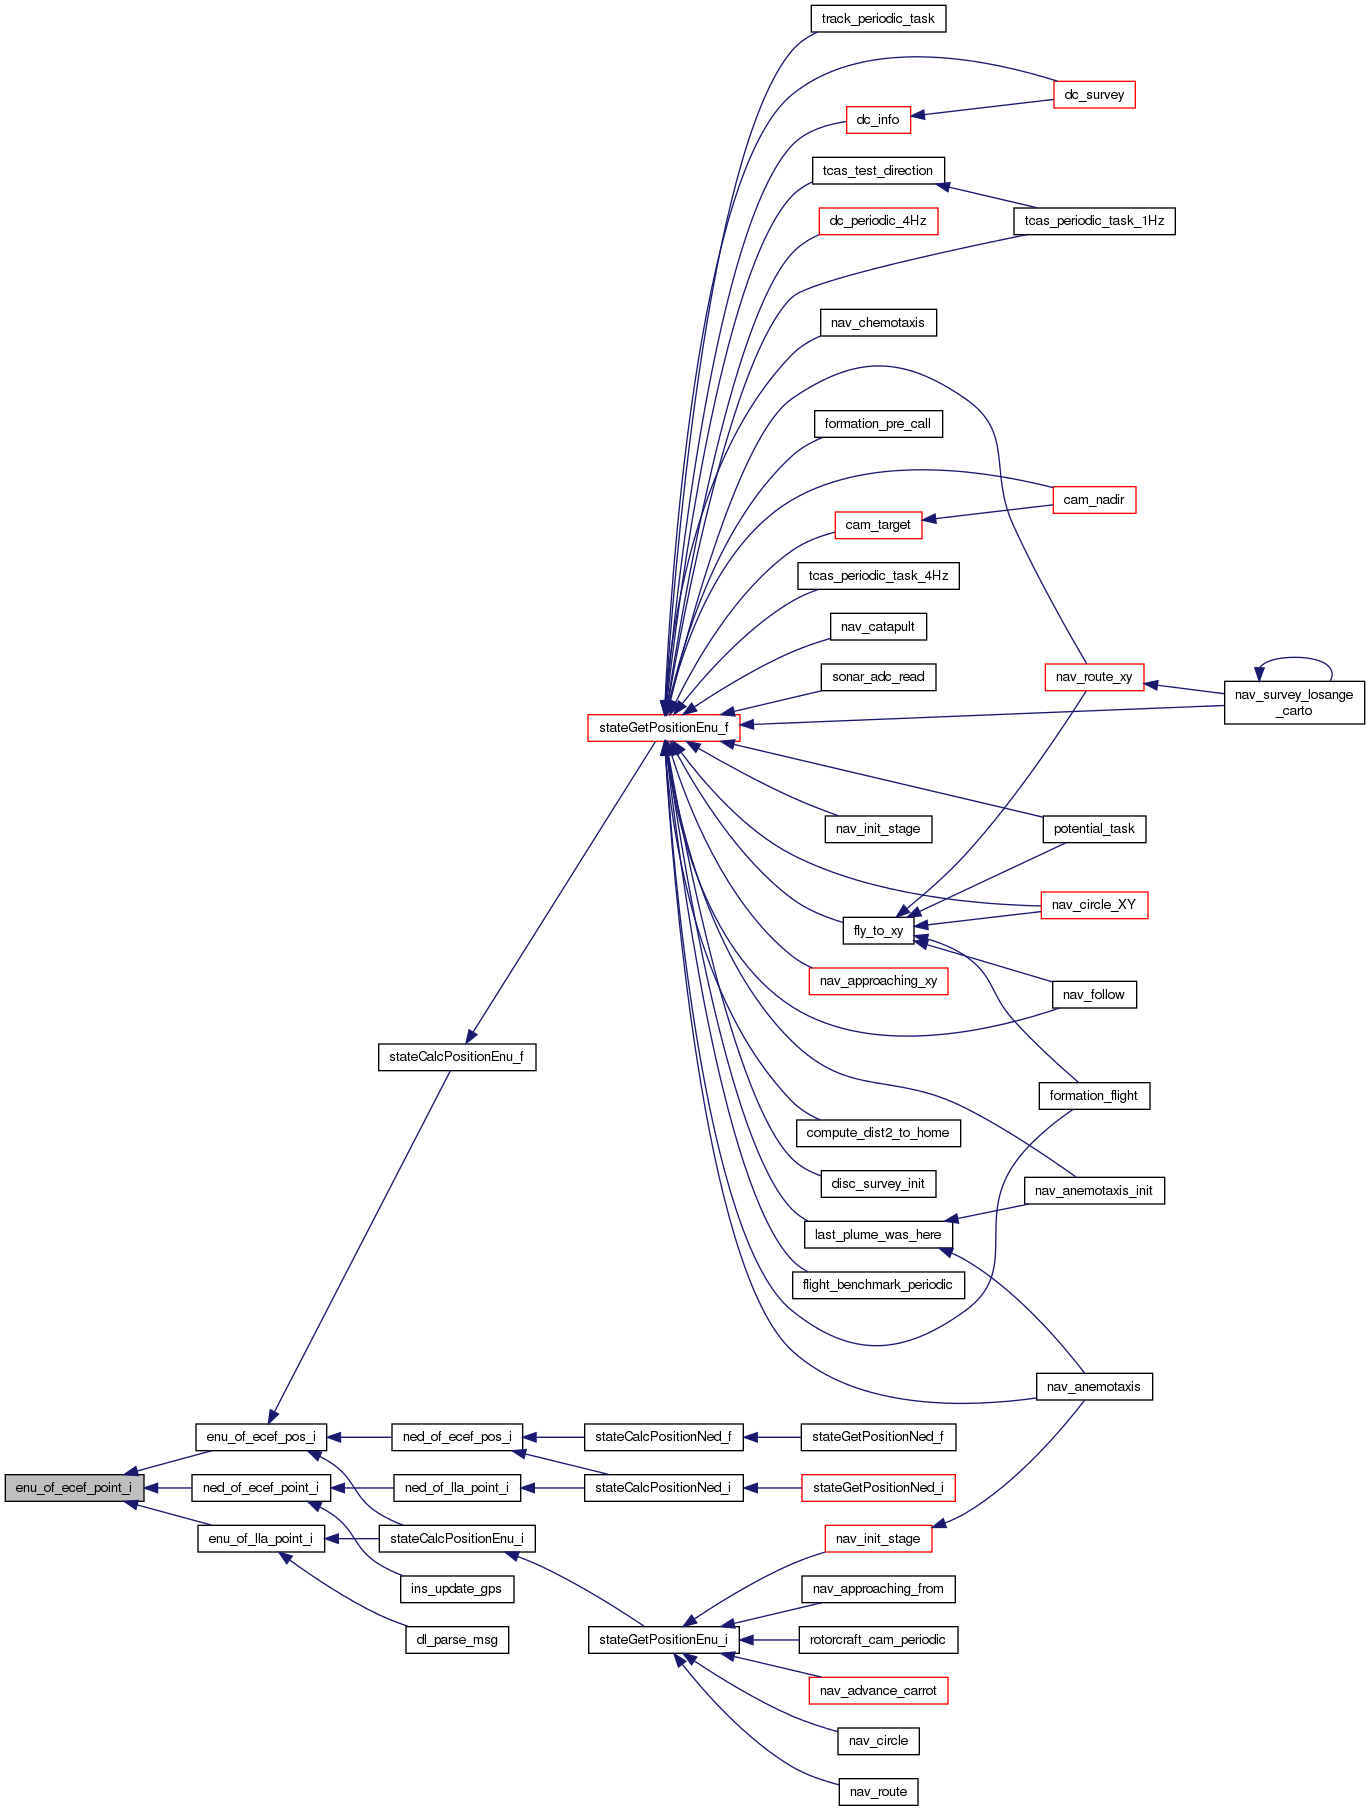 track_periodic_task
dc_survey
dc_info
tcas_test_direction
dc_periodic_4Hz
tcas_periodic_task_1Hz
nav_chemotaxis
formation_pre_call
cam_nadir
cam_target
tcas_periodic_task_4Hz
nav_catapult
sonar_adc_read
nav_route_xy
nav_survey_losange
_carto
stateGetPositionEnu_f
nav_init_stage
potential_task
nav_circle_XY
fly_to_xy
nav_approaching_xy
nav_follow
stateCalcPositionEnu_f
formation_flight
compute_dist2_to_home
disc_survey_init
nav_anemotaxis_init
last_plume_was_here
flight_benchmark_periodic
nav_anemotaxis
enu_of_ecef_pos_i
ned_of_ecef_pos_i
stateCalcPositionNed_f
stateGetPositionNed_f
enu_of_ecef_point_i
ned_of_ecef_point_i
ned_of_lla_point_i
stateCalcPositionNed_i
stateGetPositionNed_i
enu_of_lla_point_i
stateCalcPositionEnu_i
nav_init_stage
ins_update_gps
nav_approaching_from
dl_parse_msg
stateGetPositionEnu_i
rotorcraft_cam_periodic
nav_advance_carrot
nav_circle
nav_route